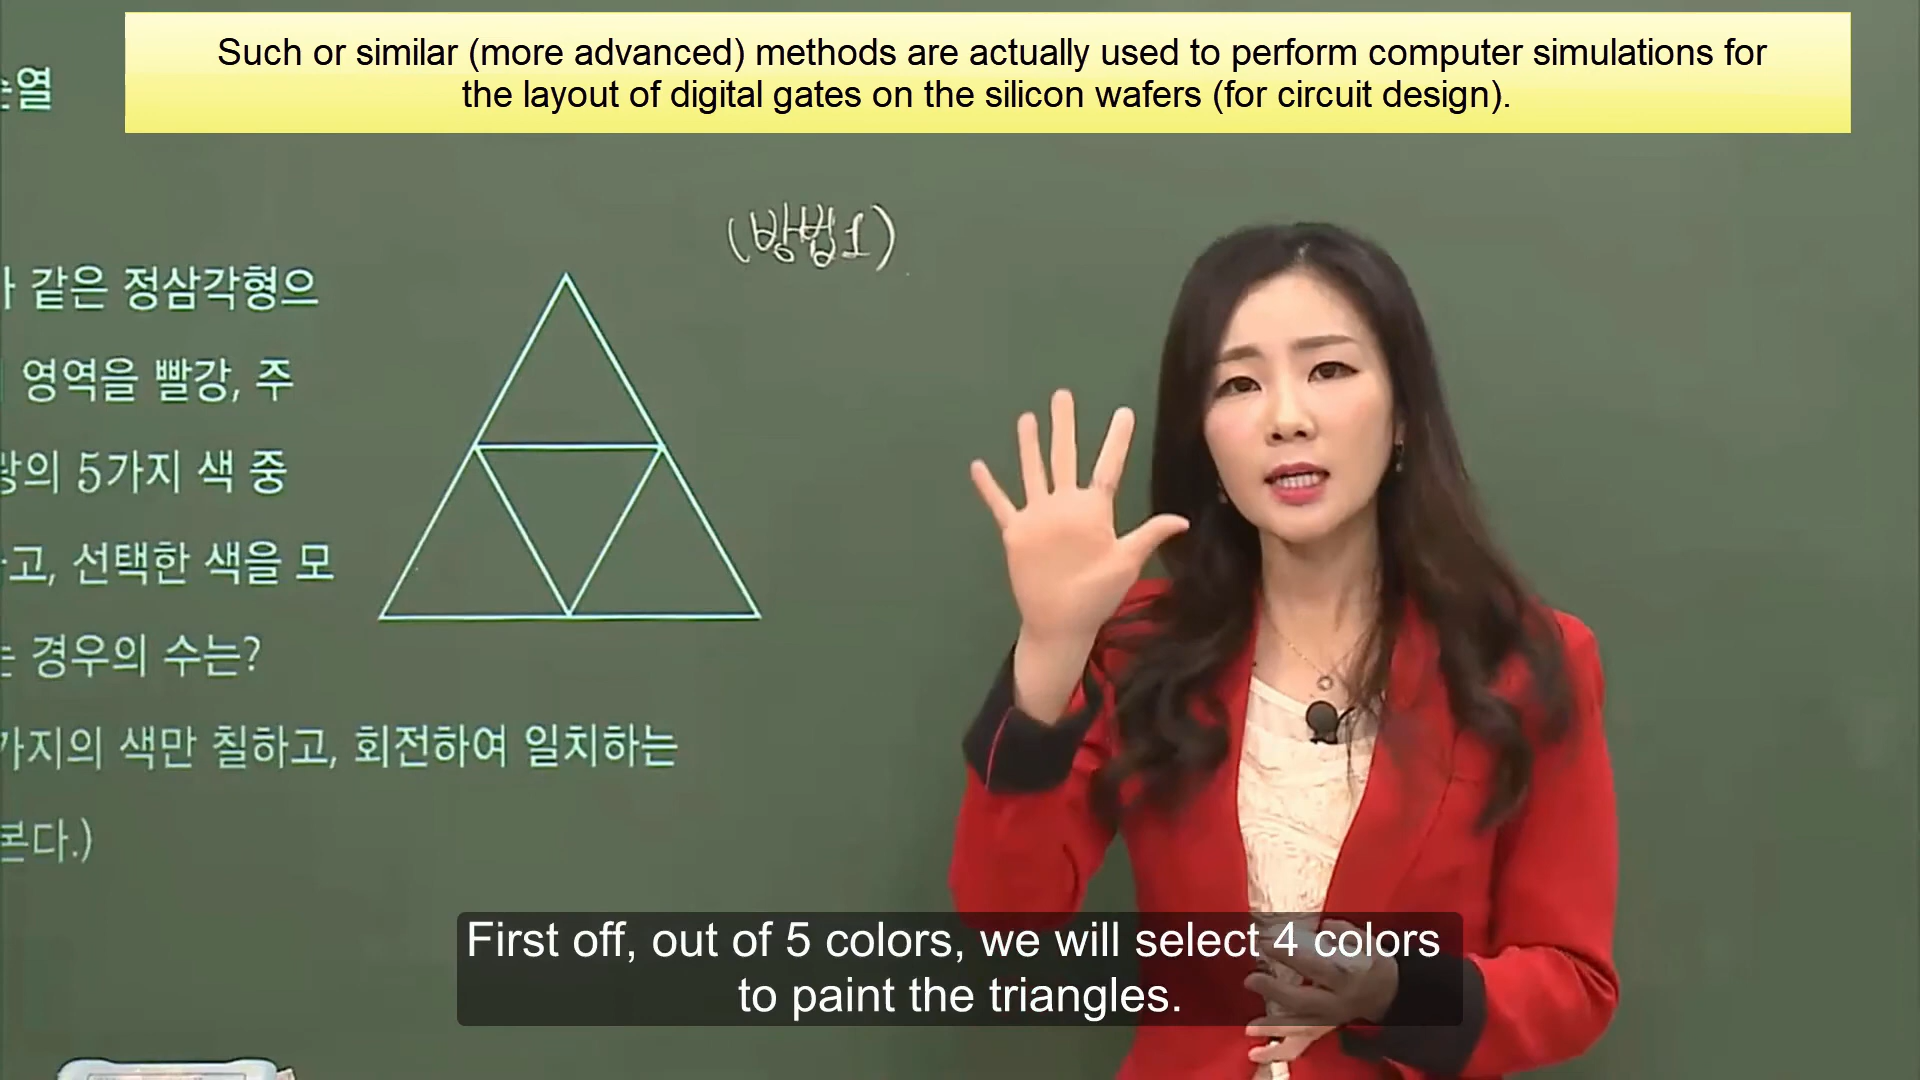 Such or similar (more advanced) methods are actually used to perform computer simulations for
the layout of digital gates on the silicon wafers (for circuit design).
열
(방법1)
같은 정삼각형으
영역을 빨강, 주
의 5가지 색 중
고, 선택한 색을 모
경우의 수는?
가지의 색만 칠하고, 회전하여 일치하는
본다.)
First off, out of 5 colors, we will select 4 colors
to paint the triangles.